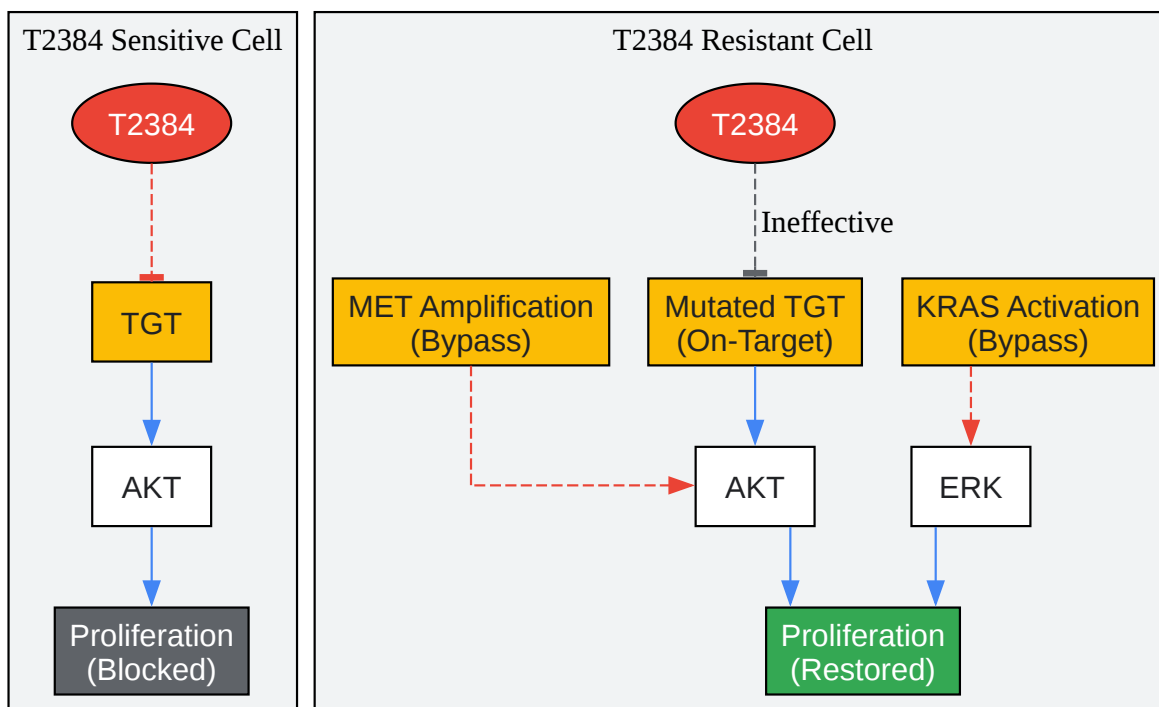 T2384 Sensitive Cell
T2384
TGT
AKT
Proliferation
(Blocked)
T2384 Resistant Cell
T2384
Ineffective
MET Amplification
(Bypass)
Mutated TGT
(On-Target)
KRAS Activation
(Bypass)
AKT
ERK
Proliferation
(Restored)